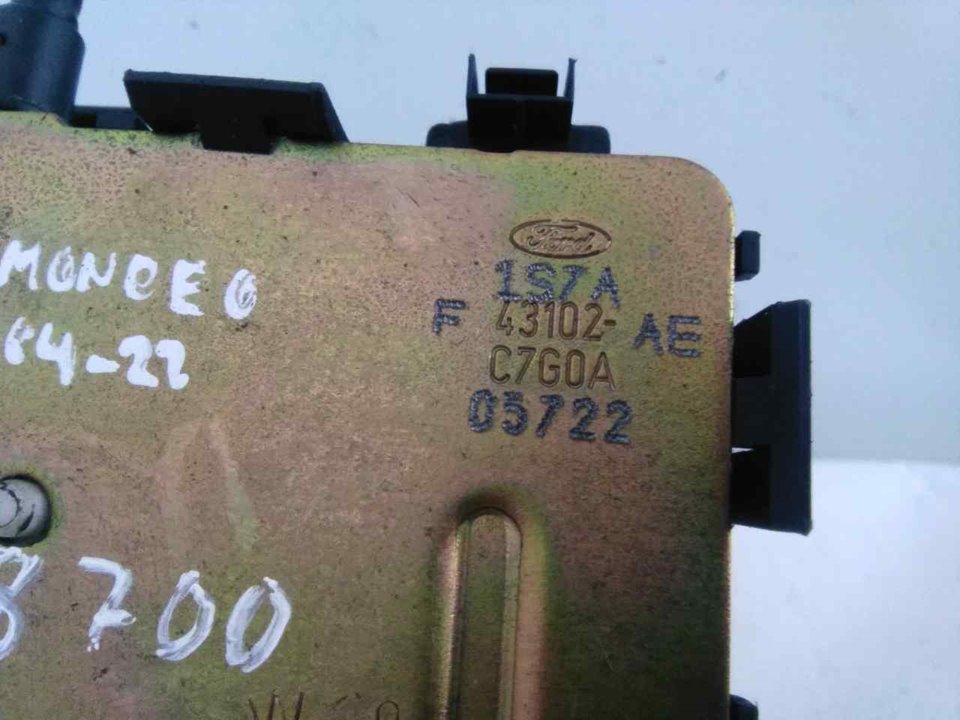 Ford
1S7A
F 43102- AE
C7G0A
05722
MONDEO
04-22
8700